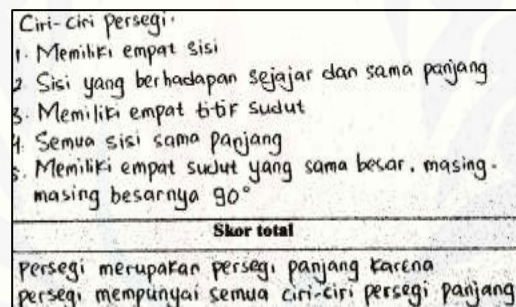 Ciri-ciri persegi.
1. Memiliki empat sisi
2. Sisi yang berhadapan sejajar dan sama panjang
3. Memiliki empat titik sudut
4. Semua sisi sama panjang
5. Memiliki empat sudut yang sama besar. masing-
masing besarnya 90°
Skor total
persegi merupakan persegi panjang karena
persegi mempunyai semua ciri-ciri persegi panjang